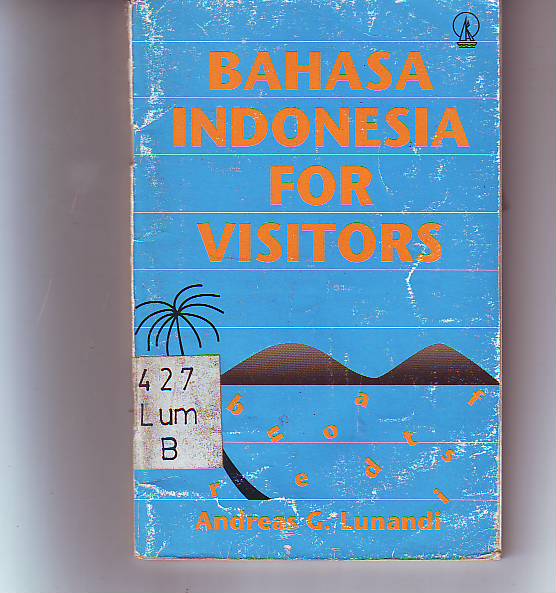 BAHASA
INDONESIA
FOR
VISITORS
427
Lum
B
b a f
u o t s
r e d i
Andreas G. Lunandi